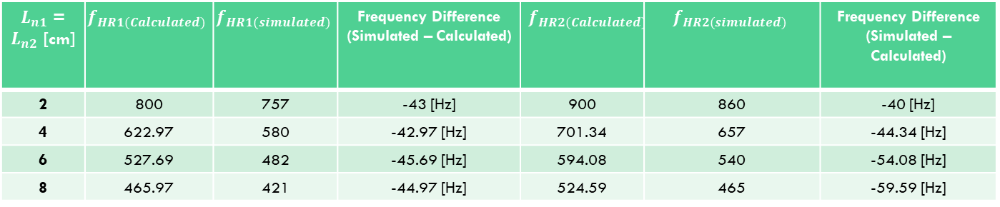 L_{n1} = L_{n2} [cm] f_{HR1(Calculated)} f_{HR1(simulated)} Frequency Difference (Simulated – Calculated) f_{HR2(Calculated)} f_{HR2(simulated)} Frequency Difference (Simulated – Calculated)
2 800 757 -43 [Hz] 900 860 -40 [Hz]
4 622.97 580 -42.97 [Hz] 701.34 657 -44.34 [Hz]
6 527.69 482 -45.69 [Hz] 594.08 540 -54.08 [Hz]
8 465.97 421 -44.97 [Hz] 524.59 465 -59.59 [Hz]